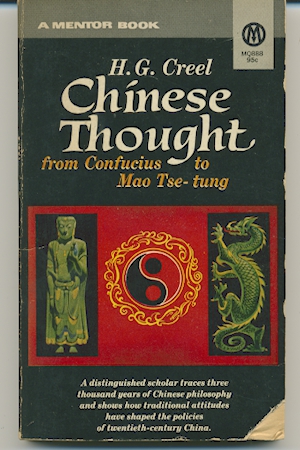 A MENTOR BOOK
M
MQ888
95c
H. G. Creel
Chinese
Thought
from Confucius to
Mao Tse-tung
A distinguished scholar traces three
thousand years of Chinese philosophy
and shows how traditional attitudes
have shaped the policies
of twentieth-century China.